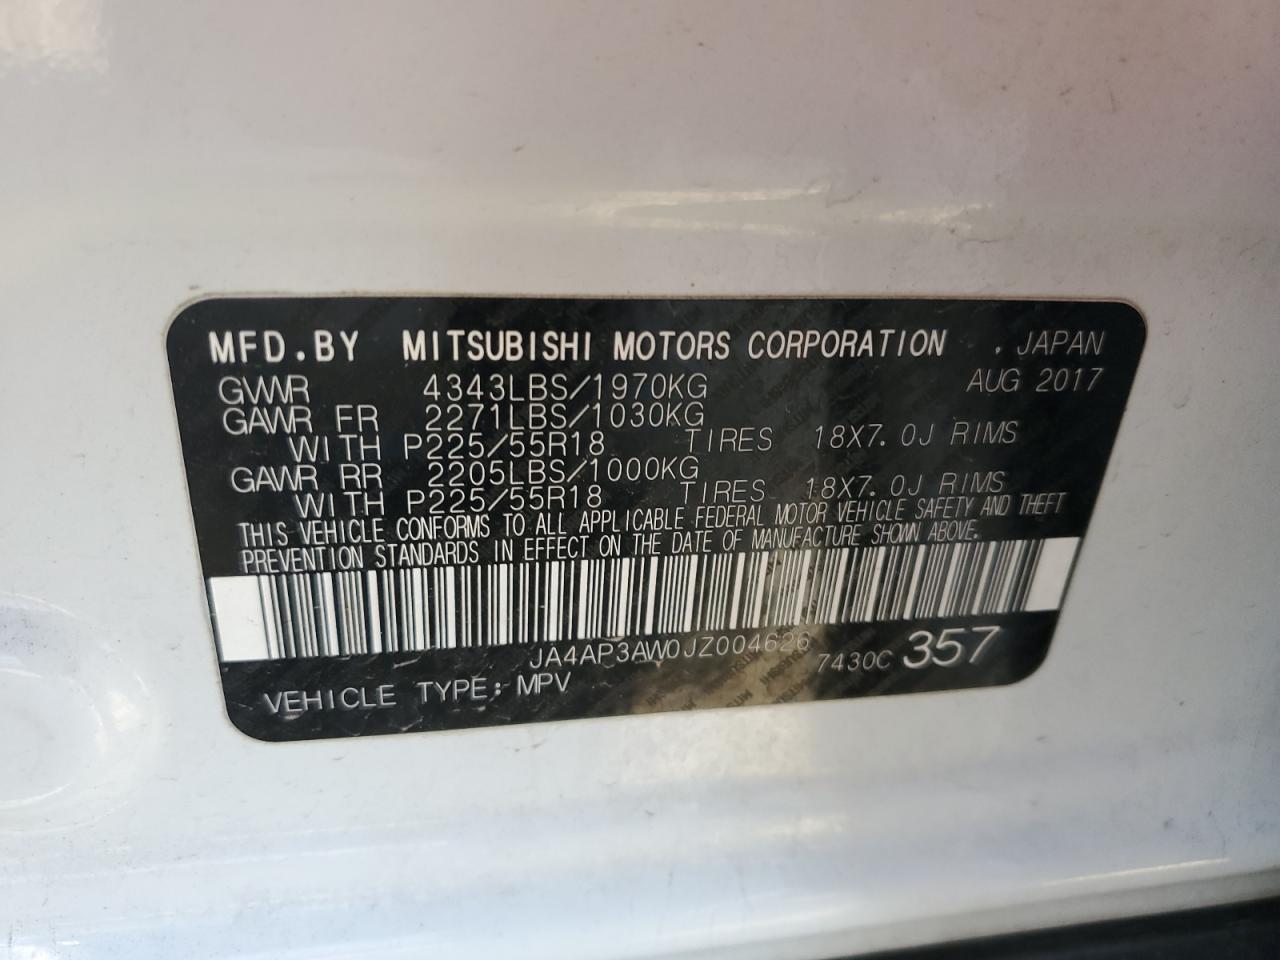 MFD.BY MITSUBISHI MOTORS CORPORATION . JAPAN
GVWR 4343LBS/1970KG AUG 2017
GAWR FR 2271LBS/1030KG
WITH P225/55R18 TIRES 18X7.0J RIMS
GAWR RR 2205LBS/1000KG
WITH P225/55R18 TIRES 18X7.0J RIMS
THIS VEHICLE CONFORMS TO ALL APPLICABLE FEDERAL MOTOR VEHICLE SAFETY AND THEFT
PREVENTION STANDARDS IN EFFECT ON THE DATE OF MANUFACTURE SHOWN ABOVE.
JA4AP3AW0JZ004626 7430C 357
VEHICLE TYPE: MPV